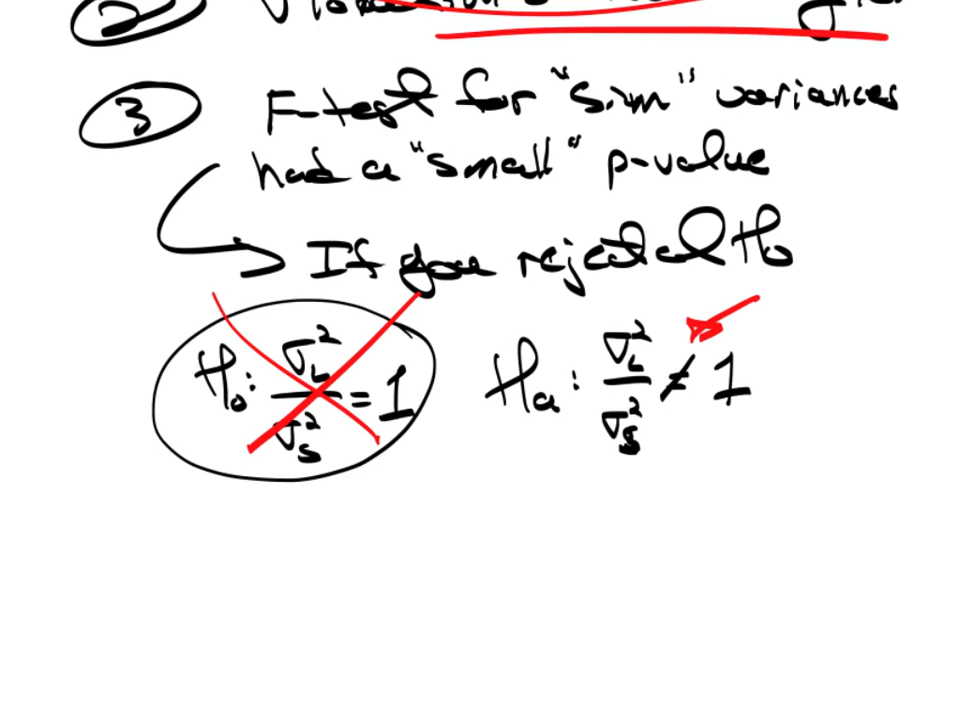 ②
③ F-test for "sim" variances
had a "small" p-value
If you rejected H₀
H₀: σ_L²/σ_S² = 1 Hₐ: σ_L²/σ_S² ≠ 1